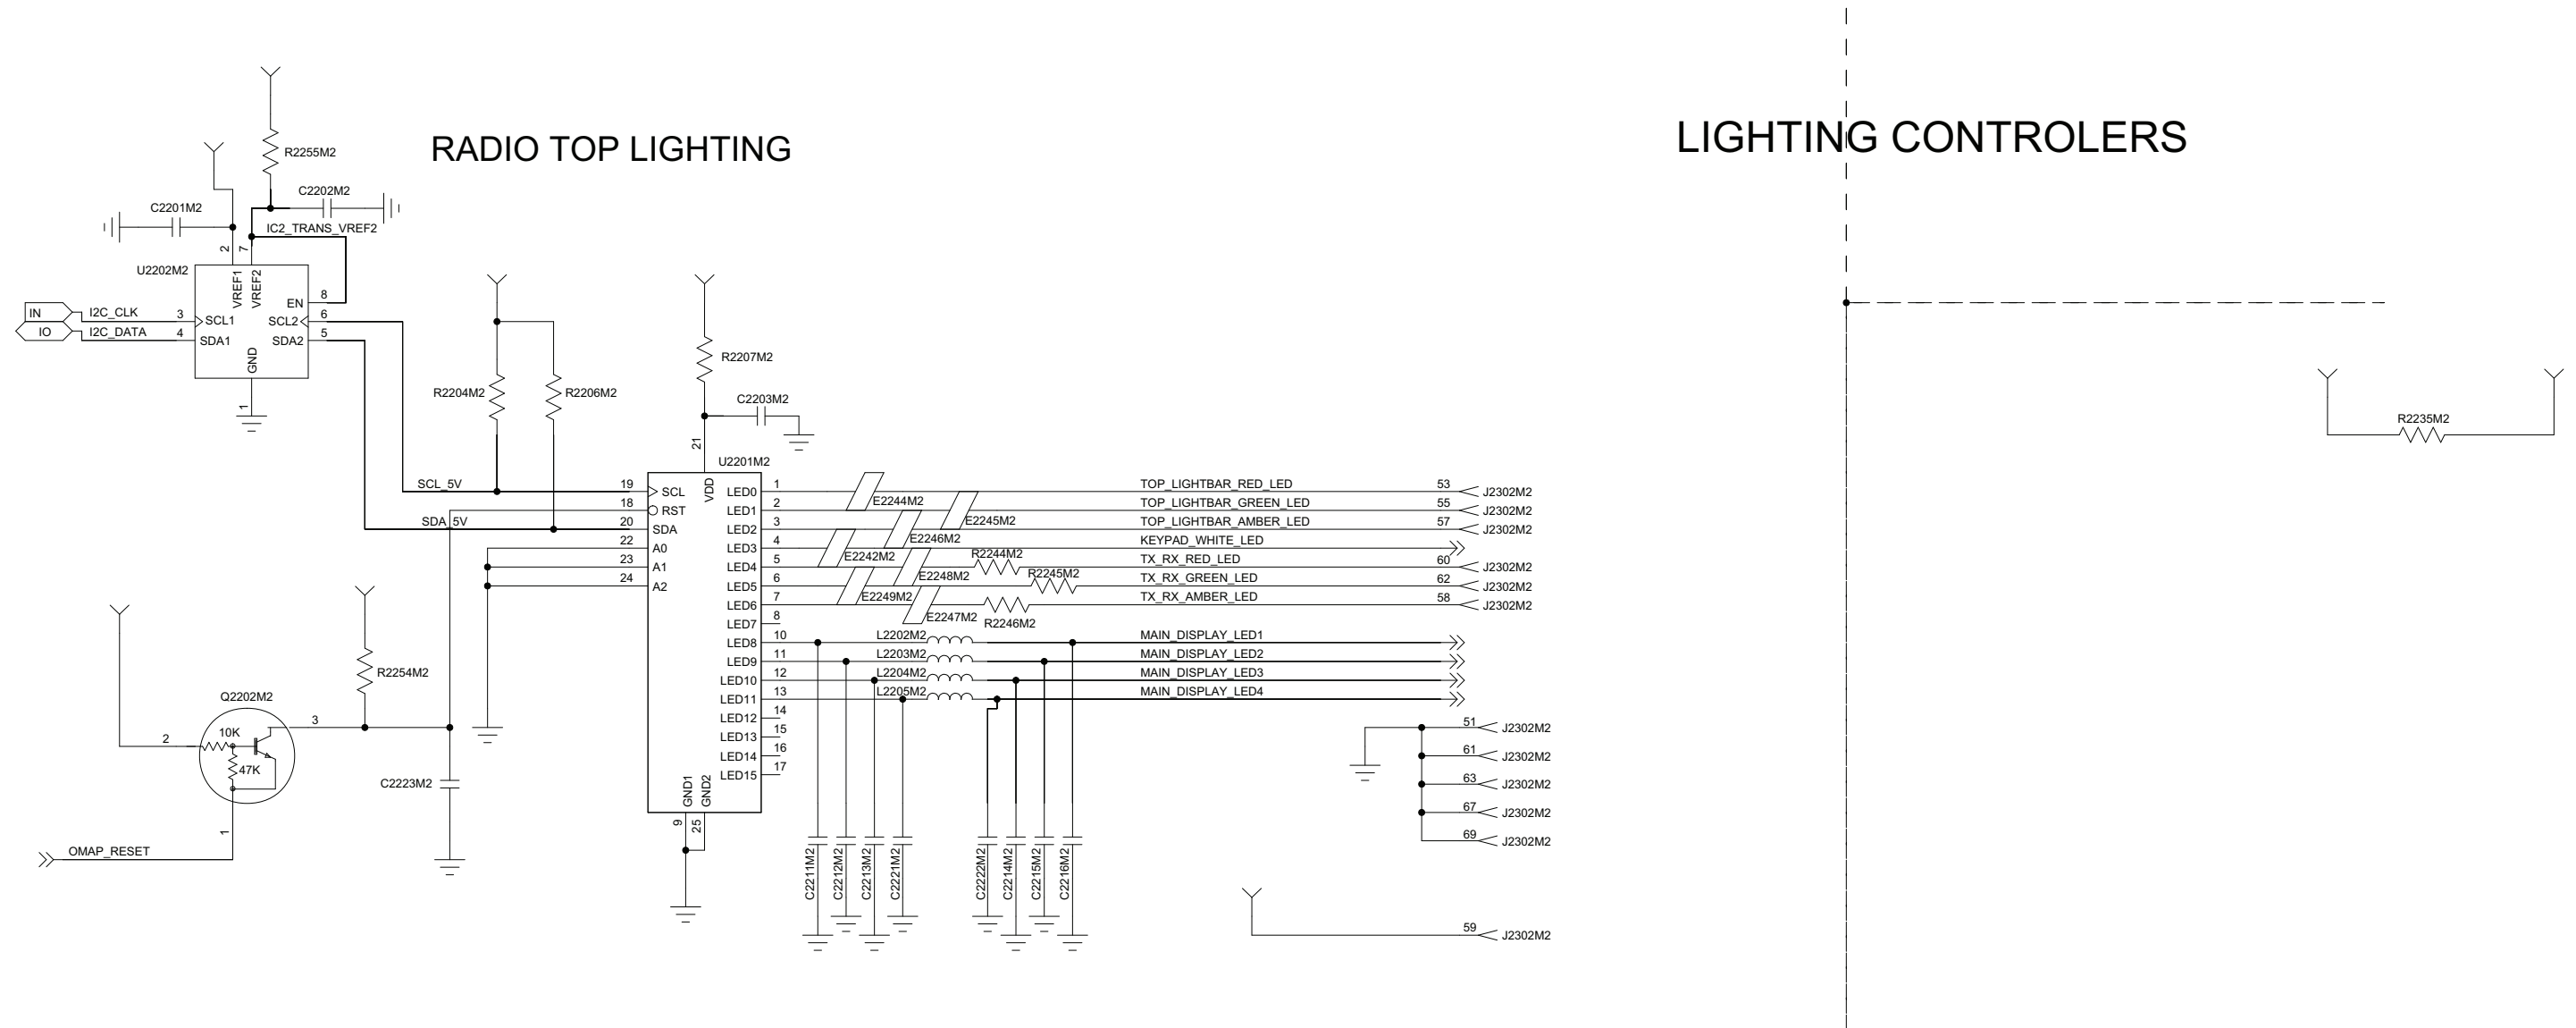 RADIO TOP LIGHTING
LIGHTING CONTROLERS
R2255M2
C2202M2
C2201M2
IC2_TRANS_VREF2
2
7
U2202M2
VREF1
VREF2
EN
8
IN
I2C_CLK
3
SCL1
SCL2
6
IO
I2C_DATA
4
SDA1
SDA2
5
GND
1
R2204M2
R2206M2
R2207M2
C2203M2
21
U2201M2
VDD
R2235M2
SCL_5V
19
SCL
LED0
1
E2244M2
TOP_LIGHTBAR_RED_LED
53
J2302M2
18
RST
LED1
2
E2245M2
TOP_LIGHTBAR_GREEN_LED
55
J2302M2
SDA_5V
20
SDA
LED2
3
E2246M2
TOP_LIGHTBAR_AMBER_LED
57
J2302M2
22
A0
LED3
4
E2242M2
KEYPAD_WHITE_LED
23
A1
LED4
5
E2248M2
R2244M2
TX_RX_RED_LED
60
J2302M2
24
A2
LED5
6
E2249M2
R2245M2
TX_RX_GREEN_LED
62
J2302M2
LED6
7
E2247M2
R2246M2
TX_RX_AMBER_LED
58
J2302M2
LED7
8
LED8
10
L2202M2
MAIN_DISPLAY_LED1
LED9
11
L2203M2
MAIN_DISPLAY_LED2
LED10
12
L2204M2
MAIN_DISPLAY_LED3
LED11
13
L2205M2
MAIN_DISPLAY_LED4
LED12
14
LED13
15
LED14
16
LED15
17
GND1
GND2
9
25
R2254M2
Q2202M2
10K
47K
2
3
1
C2223M2
OMAP_RESET
C2211M2
C2212M2
C2213M2
C2221M2
C2222M2
C2214M2
C2215M2
C2216M2
51
J2302M2
61
J2302M2
63
J2302M2
67
J2302M2
69
J2302M2
59
J2302M2